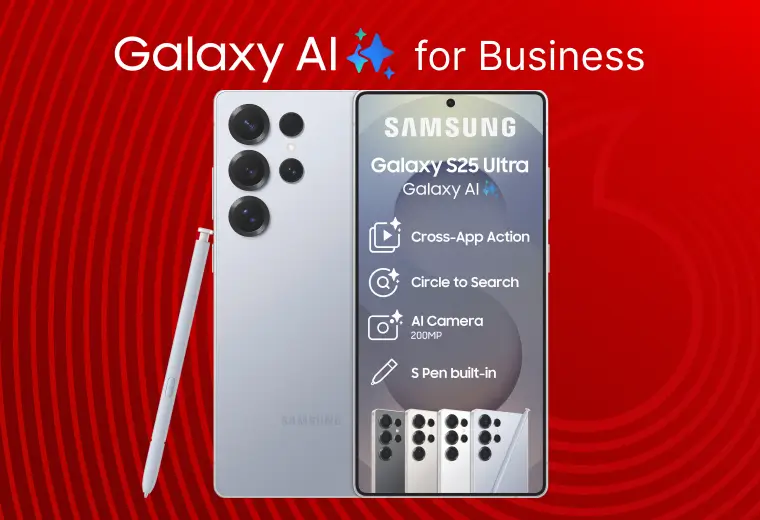 Galaxy AI for Business
SAMSUNG
Galaxy S25 Ultra
Galaxy AI
Cross-App Action
Circle to Search
AI Camera
200MP
S Pen built-in
SAMSUNG